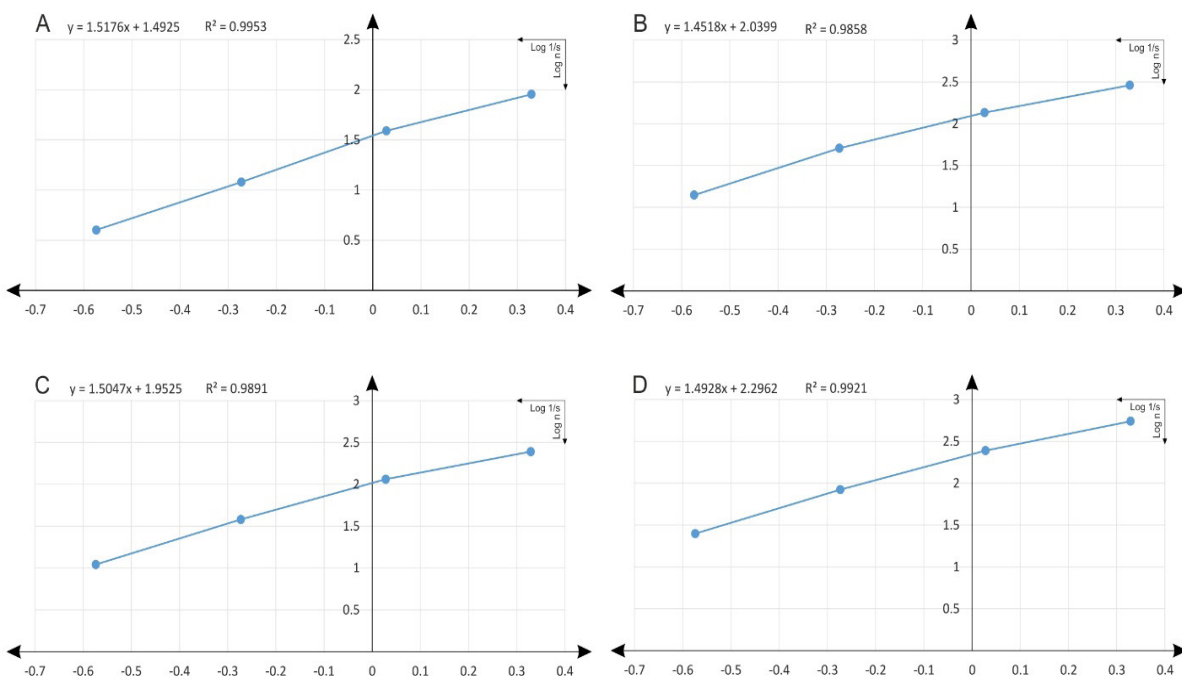 A y = 1.5176x + 1.4925 R² = 0.9953
2.5
Log 1/s
Log n
2
1.5
1
0.5
-0.7 -0.6 -0.5 -0.4 -0.3 -0.2 -0.1 0 0.1 0.2 0.3 0.4
B y = 1.4518x + 2.0399 R² = 0.9858
3
Log 1/s
Log n
2.5
2
1.5
1
0.5
-0.7 -0.6 -0.5 -0.4 -0.3 -0.2 -0.1 0 0.1 0.2 0.3 0.4
C y = 1.5047x + 1.9525 R² = 0.9891
3
Log 1/s
Log n
2.5
2
1.5
1
0.5
-0.7 -0.6 -0.5 -0.4 -0.3 -0.2 -0.1 0 0.1 0.2 0.3 0.4
D y = 1.4928x + 2.2962 R² = 0.9921
3
Log 1/s
Log n
2.5
2
1.5
1
0.5
-0.7 -0.6 -0.5 -0.4 -0.3 -0.2 -0.1 0 0.1 0.2 0.3 0.4